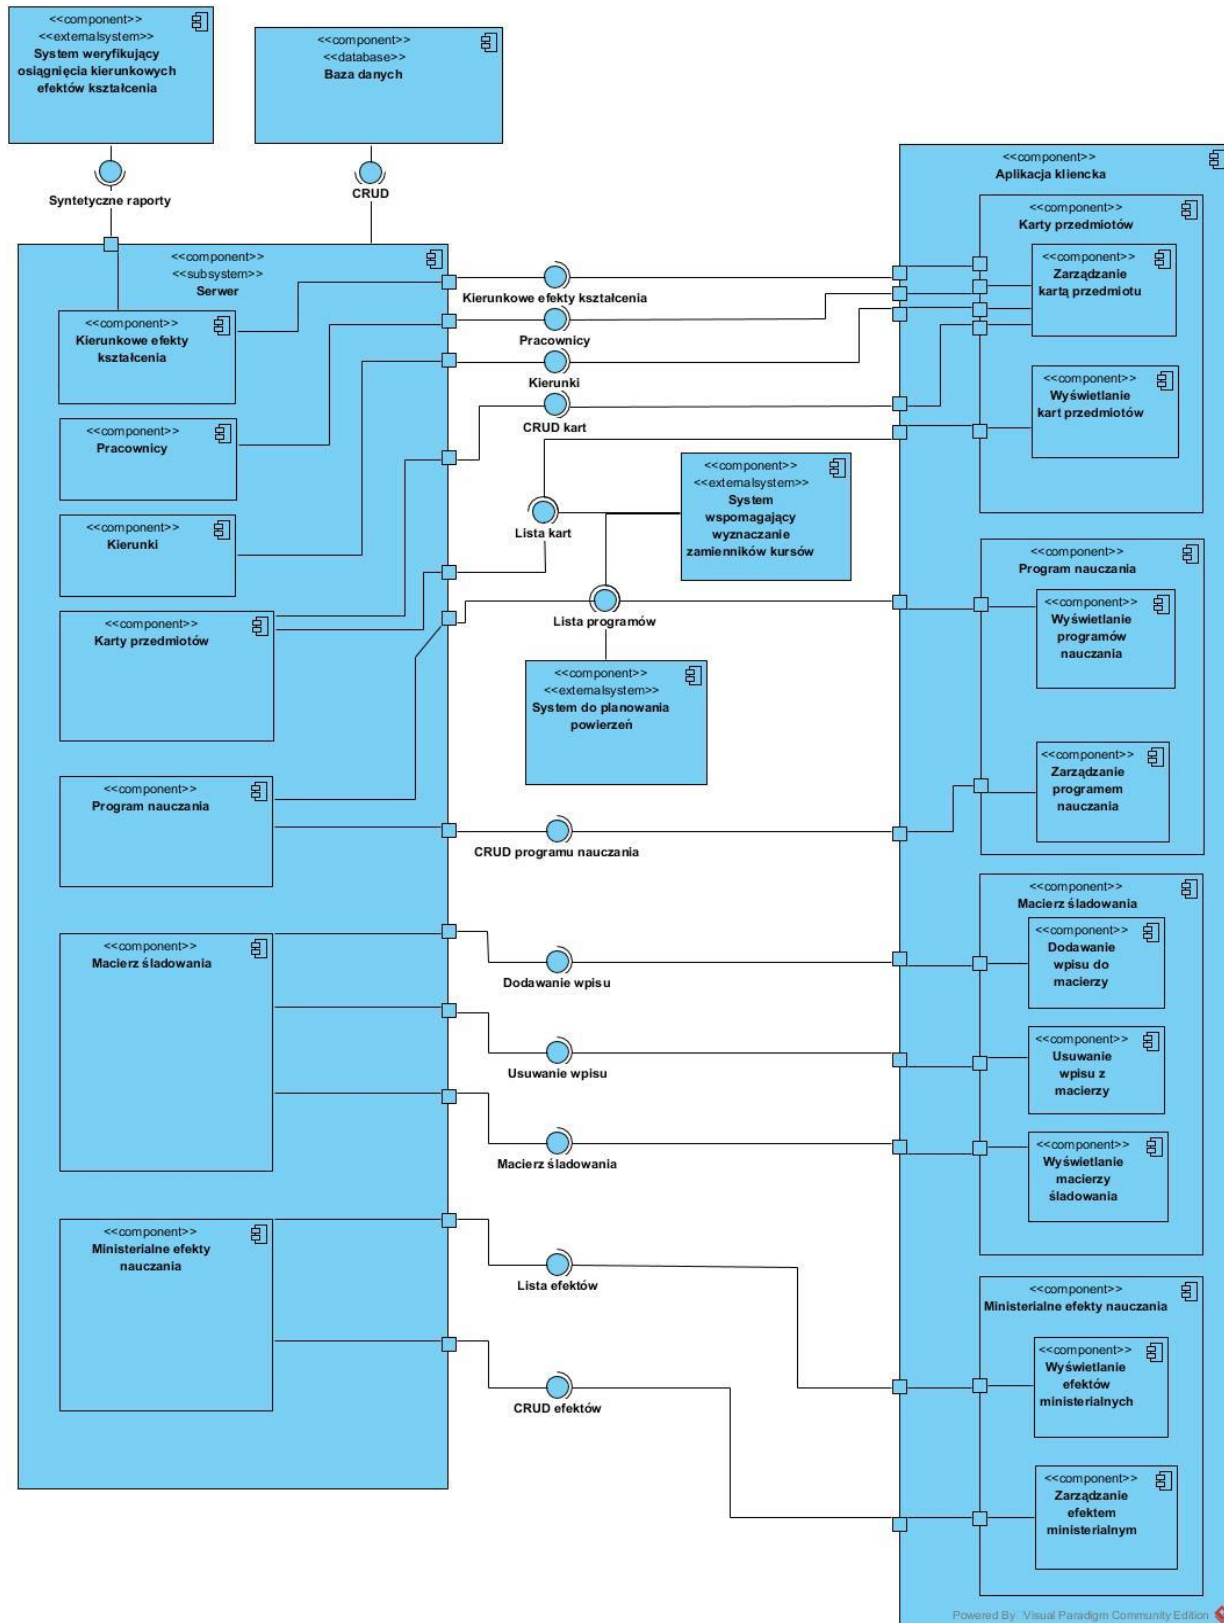 <<component>>
<<externalsystem>>
System weryfikujący
osiągnięcia kierunkowych
efektów kształcenia
<<component>>
<<database>>
Baza danych
Syntetyczne raporty
CRUD
<<component>>
<<subsystem>>
Serwer
<<component>>
Kierunkowe efekty
kształcenia
<<component>>
Pracownicy
<<component>>
Kierunki
<<component>>
Karty przedmiotów
<<component>>
Program nauczania
<<component>>
Macierz śladowania
<<component>>
Ministerialne efekty
nauczania
Kierunkowe efekty kształcenia
Pracownicy
Kierunki
CRUD kart
Lista kart
<<component>>
<<externalsystem>>
System
wspomagający
wyznaczanie
zamienników kursów
Lista programów
<<component>>
<<externalsystem>>
System do planowania
powierzeń
CRUD programu nauczania
Dodawanie wpisu
Usuwanie wpisu
Macierz śladowania
Lista efektów
CRUD efektów
<<component>>
Aplikacja kliencka
<<component>>
Karty przedmiotów
<<component>>
Zarządzanie
kartą przedmiotu
<<component>>
Wyświetlanie
kart przedmiotów
<<component>>
Program nauczania
<<component>>
Wyświetlanie
programów
nauczania
<<component>>
Zarządzanie
programem
nauczania
<<component>>
Macierz śladowania
<<component>>
Dodawanie
wpisu do
macierzy
<<component>>
Usuwanie
wpisu z
macierzy
<<component>>
Wyświetlanie
macierzy
śladowania
<<component>>
Ministerialne efekty nauczania
<<component>>
Wyświetlanie
efektów
ministerialnych
<<component>>
Zarządzanie
efektem
ministerialnym
Powered By Visual Paradigm Community Edition